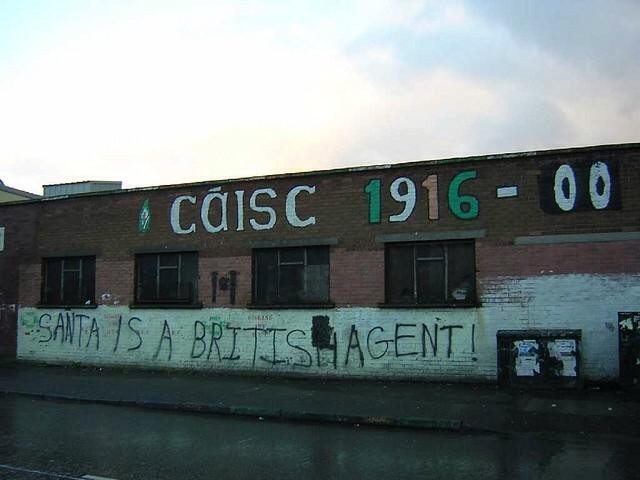 CÁISC 1916 - 00
SANTA IS A BRITISH AGENT!